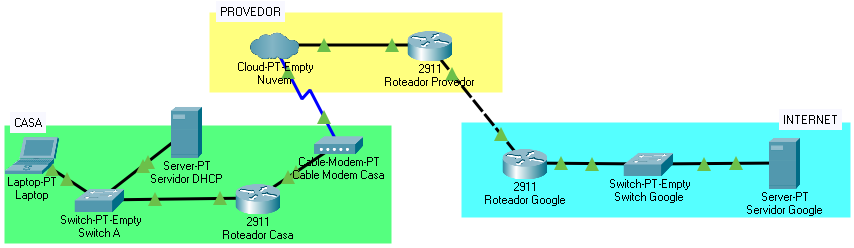 PROVEDOR
Cloud-PT-Empty
Nuvem
2911
Roteador Provedor
CASA
Laptop-PT
Laptop
Server-PT
Servidor DHCP
Switch-PT-Empty
Switch A
2911
Roteador Casa
Cable-Modem-PT
Cable Modem Casa
INTERNET
2911
Roteador Google
Switch-PT-Empty
Switch Google
Server-PT
Servidor Google